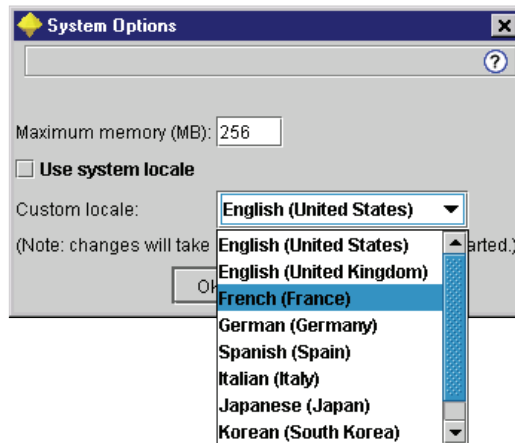 System Options
Maximum memory (MB): 256
Use system locale
Custom locale: English (United States)
(Note: changes will take arted.)
English (United States)
English (United Kingdom)
French (France)
German (Germany)
Spanish (Spain)
Italian (Italy)
Japanese (Japan)
Korean (South Korea)